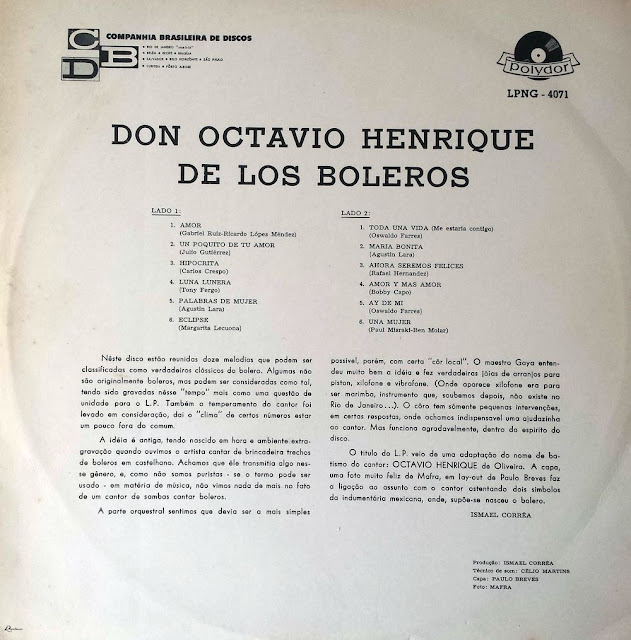 CBD
COMPANHIA BRASILEIRA DE DISCOS
polydor
LPNG - 4071
DON OCTAVIO HENRIQUE
DE LOS BOLEROS
LADO 1:
1. AMOR
(Gabriel Ruiz-Ricardo López Méndez)
2. UN POQUITO DE TU AMOR
(Julio Gutiérrez)
3. HIPOCRITA
(Carlos Crespo)
4. LUNA LUNERA
(Tony Fergo)
5. PALABRAS DE MUJER
(Agustin Lara)
6. ECLIPSE
(Margarita Lecuona)
LADO 2:
1. TODA UNA VIDA (Me estaria contigo)
(Oswaldo Farres)
2. MARIA BONITA
(Agustin Lara)
3. AHORA SEREMOS FELICES
(Rafael Hernandez)
4. AMOR Y MAS AMOR
(Bobby Capo)
5. AY DE MI
(Oswaldo Farres)
6. UNA MUJER
(Paul Misraki-Ben Molar)
Nêste disco estão reunidas doze melodias que podem ser
classificadas como verdadeiros clássicos do bolero. Algumas não
são originalmente boleros, mas podem ser consideradas como tal,
tendo sido gravadas nésse "tempo" mais como uma questão de
unidade para o L.P. Também o temperamento do cantor foi
levado em consideração, daí o "clima" de certos números estar
um pouco fora do comum.
A idéia é antiga, tendo nascido em hora e ambiente extra-
gravação quando ouvimos o artista cantar de brincadeira trechos
de boleros em castelhano. Achamos que êle transmitia algo nes-
se gênero, e, como não somos puristas - se o termo pode ser
usado - em matéria de música, não vimos nada de mais no fato
de um cantor de sambas cantar boleros.
A parte orquestral sentimos que devia ser a mais simples
possivel, porém, com certa "côr local". O maestro Gaya enten-
deu muito bem a idéia e fez verdadeiras jóias de arranjos para
piston, xilofone e vibrafone. (Onde aparece xilofone era para
ser marimba, instrumento que, soubemos depois, não existe no
Rio de Janeiro...). O côro tem sómente pequenas intervenções,
em certas respostas, onde achamos indispensavel uma ajudazinha
ao cantor. Mas funciona agradavelmente, dentro do espirito do
disco.
O titulo do L.P. veio de uma adaptação do nome de ba-
tismo do cantor: OCTAVIO HENRIQUE de Oliveira. A capa,
uma foto muito feliz de Mafra, em lay-out de Paulo Breves faz
a ligação ao assunto com o cantor ostentando dois simbolos
da indumentária mexicana, onde, supõe-se nasceu o bolero.
ISMAEL CORRÊA
Produção: ISMAEL CORRÊA
Técnico de som: CÉLIO MARTINS
Capa: PAULO BREVES
Foto: MAFRA